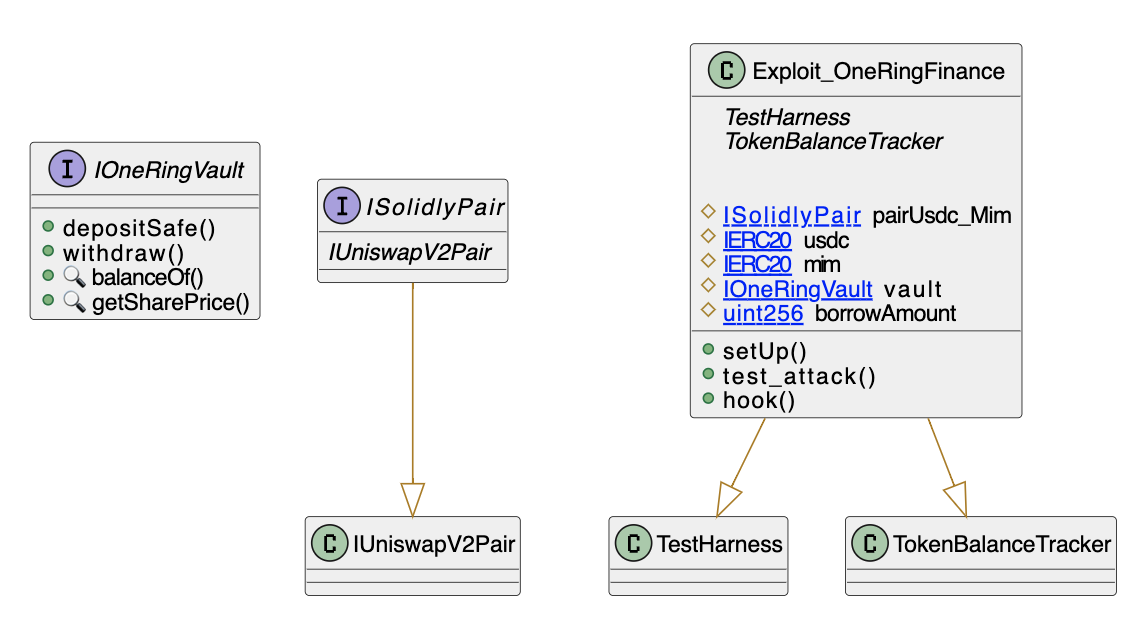 I IOneRingVault
depositSafe()
withdraw()
balanceOf()
getSharePrice()
I ISolidlyPair
IUniswapV2Pair
C Exploit_OneRingFinance
TestHarness
TokenBalanceTracker
ISolidlyPair pairUsdc_Mim
IERC20 usdc
IERC20 mim
IOneRingVault vault
uint256 borrowAmount
setUp()
test_attack()
hook()
C IUniswapV2Pair
C TestHarness
C TokenBalanceTracker